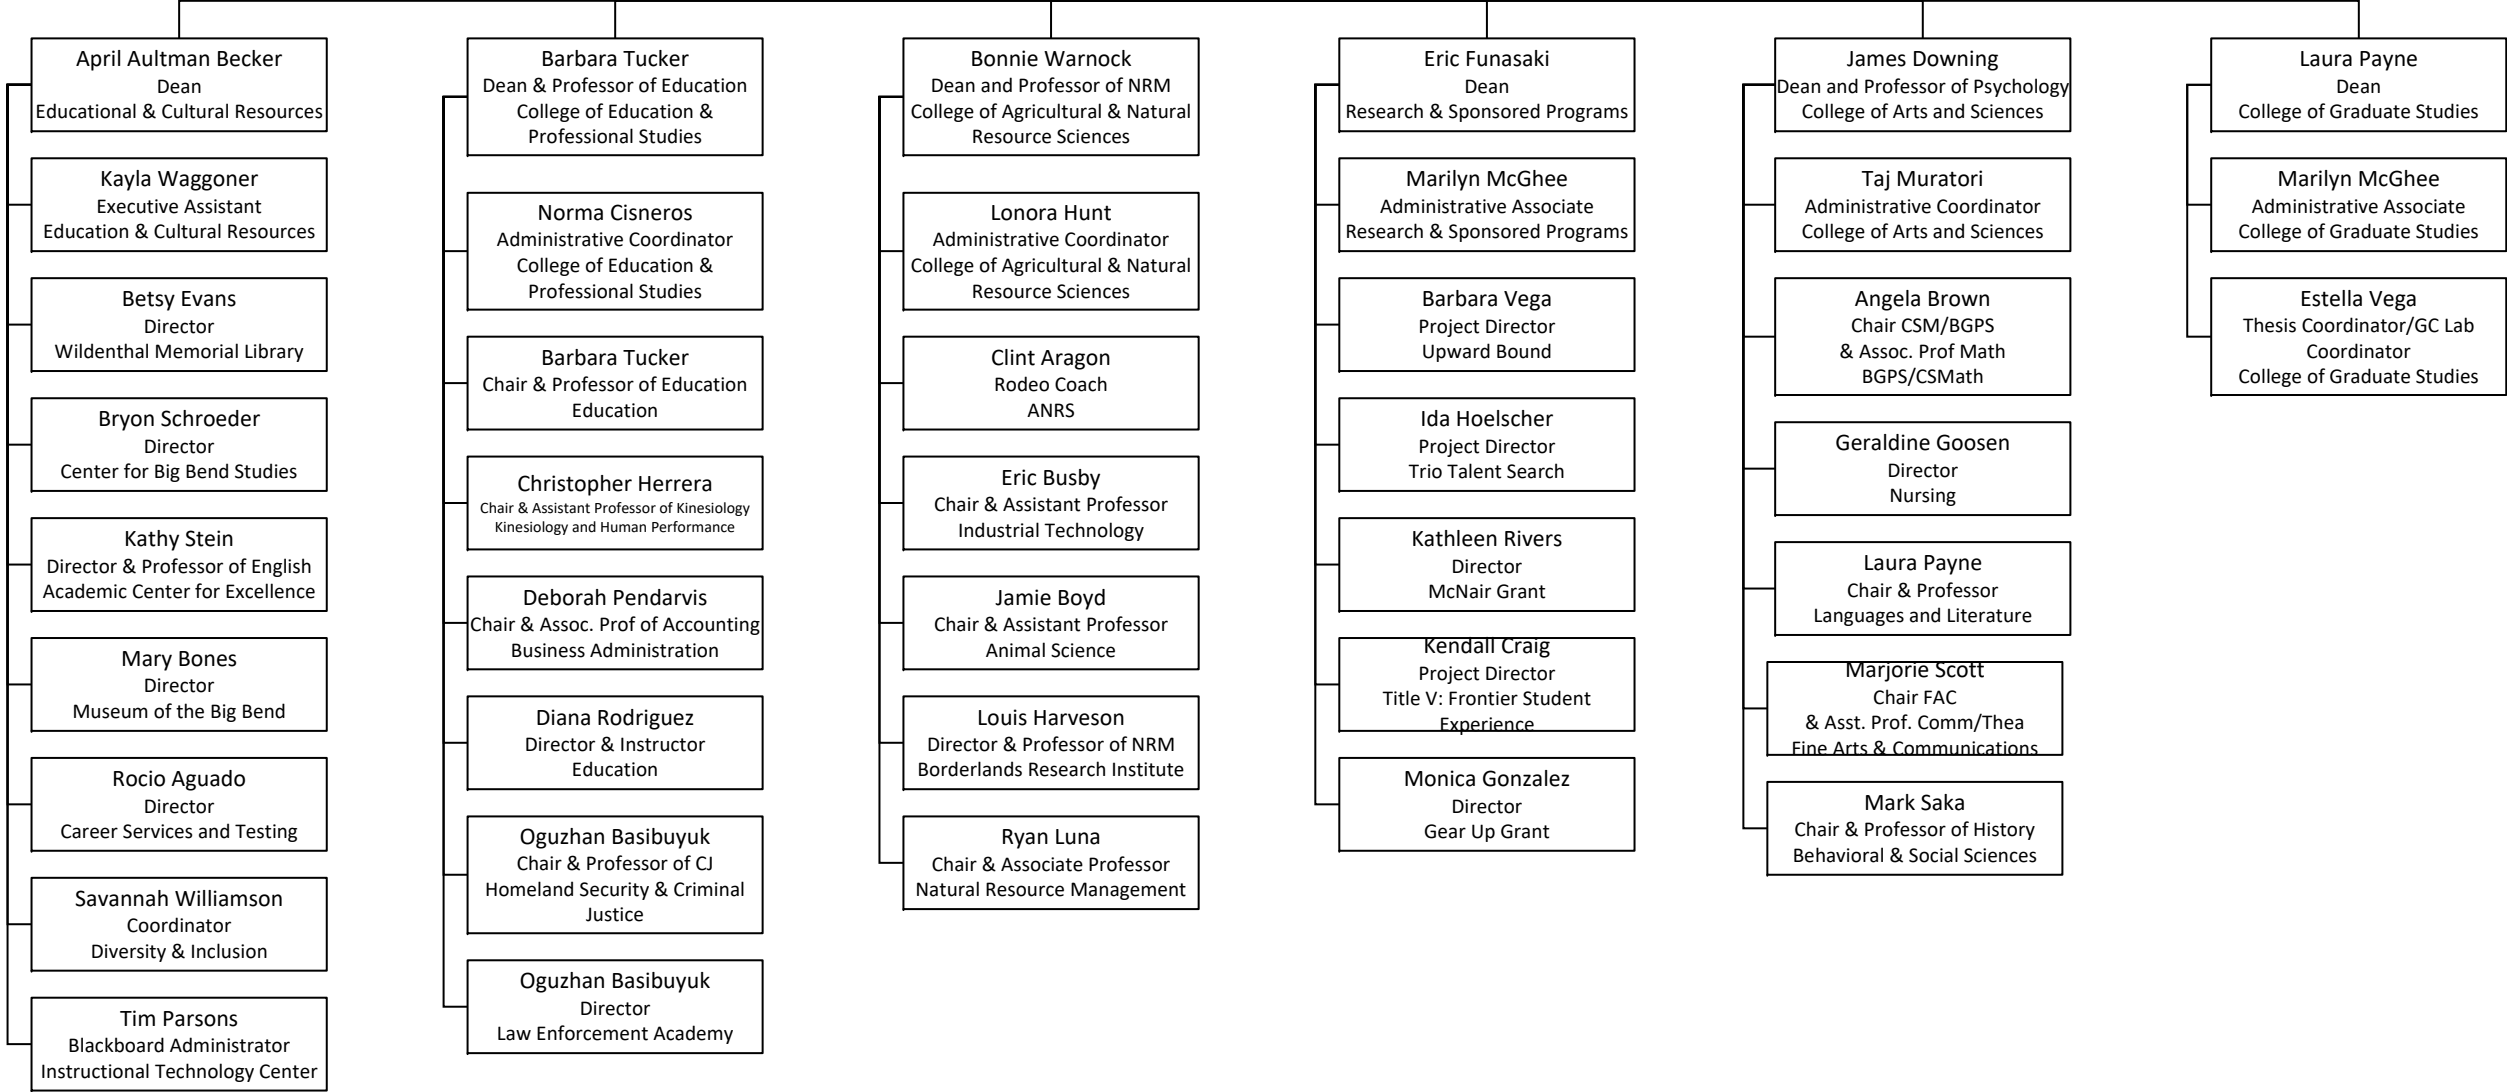 April Aultman Becker
Dean
Educational & Cultural Resources
Kayla Waggoner
Executive Assistant
Education & Cultural Resources
Betsy Evans
Director
Wildenthal Memorial Library
Bryon Schroeder
Director
Center for Big Bend Studies
Kathy Stein
Director & Professor of English
Academic Center for Excellence
Mary Bones
Director
Museum of the Big Bend
Rocio Aguado
Director
Career Services and Testing
Savannah Williamson
Coordinator
Diversity & Inclusion
Tim Parsons
Blackboard Administrator
Instructional Technology Center
Barbara Tucker
Dean & Professor of Education
College of Education &
Professional Studies
Norma Cisneros
Administrative Coordinator
College of Education &
Professional Studies
Barbara Tucker
Chair & Professor of Education
Education
Christopher Herrera
Chair & Assistant Professor of Kinesiology
Kinesiology and Human Performance
Deborah Pendarvis
Chair & Assoc. Prof of Accounting
Business Administration
Diana Rodriguez
Director & Instructor
Education
Oguzhan Basibuyuk
Chair & Professor of CJ
Homeland Security & Criminal
Justice
Oguzhan Basibuyuk
Director
Law Enforcement Academy
Bonnie Warnock
Dean and Professor of NRM
College of Agricultural & Natural
Resource Sciences
Lonora Hunt
Administrative Coordinator
College of Agricultural & Natural
Resource Sciences
Clint Aragon
Rodeo Coach
ANRS
Eric Busby
Chair & Assistant Professor
Industrial Technology
Jamie Boyd
Chair & Assistant Professor
Animal Science
Louis Harveson
Director & Professor of NRM
Borderlands Research Institute
Ryan Luna
Chair & Associate Professor
Natural Resource Management
Eric Funasaki
Dean
Research & Sponsored Programs
Marilyn McGhee
Administrative Associate
Research & Sponsored Programs
Barbara Vega
Project Director
Upward Bound
Ida Hoelscher
Project Director
Trio Talent Search
Kathleen Rivers
Director
McNair Grant
Kendall Craig
Project Director
Title V: Frontier Student
Experience
Monica Gonzalez
Director
Gear Up Grant
James Downing
Dean and Professor of Psychology
College of Arts and Sciences
Taj Muratori
Administrative Coordinator
College of Arts and Sciences
Angela Brown
Chair CSM/BGPS
& Assoc. Prof Math
BGPS/CSMath
Geraldine Goosen
Director
Nursing
Laura Payne
Chair & Professor
Languages and Literature
Marjorie Scott
Chair FAC
& Asst. Prof. Comm/Thea
Fine Arts & Communications
Mark Saka
Chair & Professor of History
Behavioral & Social Sciences
Laura Payne
Dean
College of Graduate Studies
Marilyn McGhee
Administrative Associate
College of Graduate Studies
Estella Vega
Thesis Coordinator/GC Lab
Coordinator
College of Graduate Studies